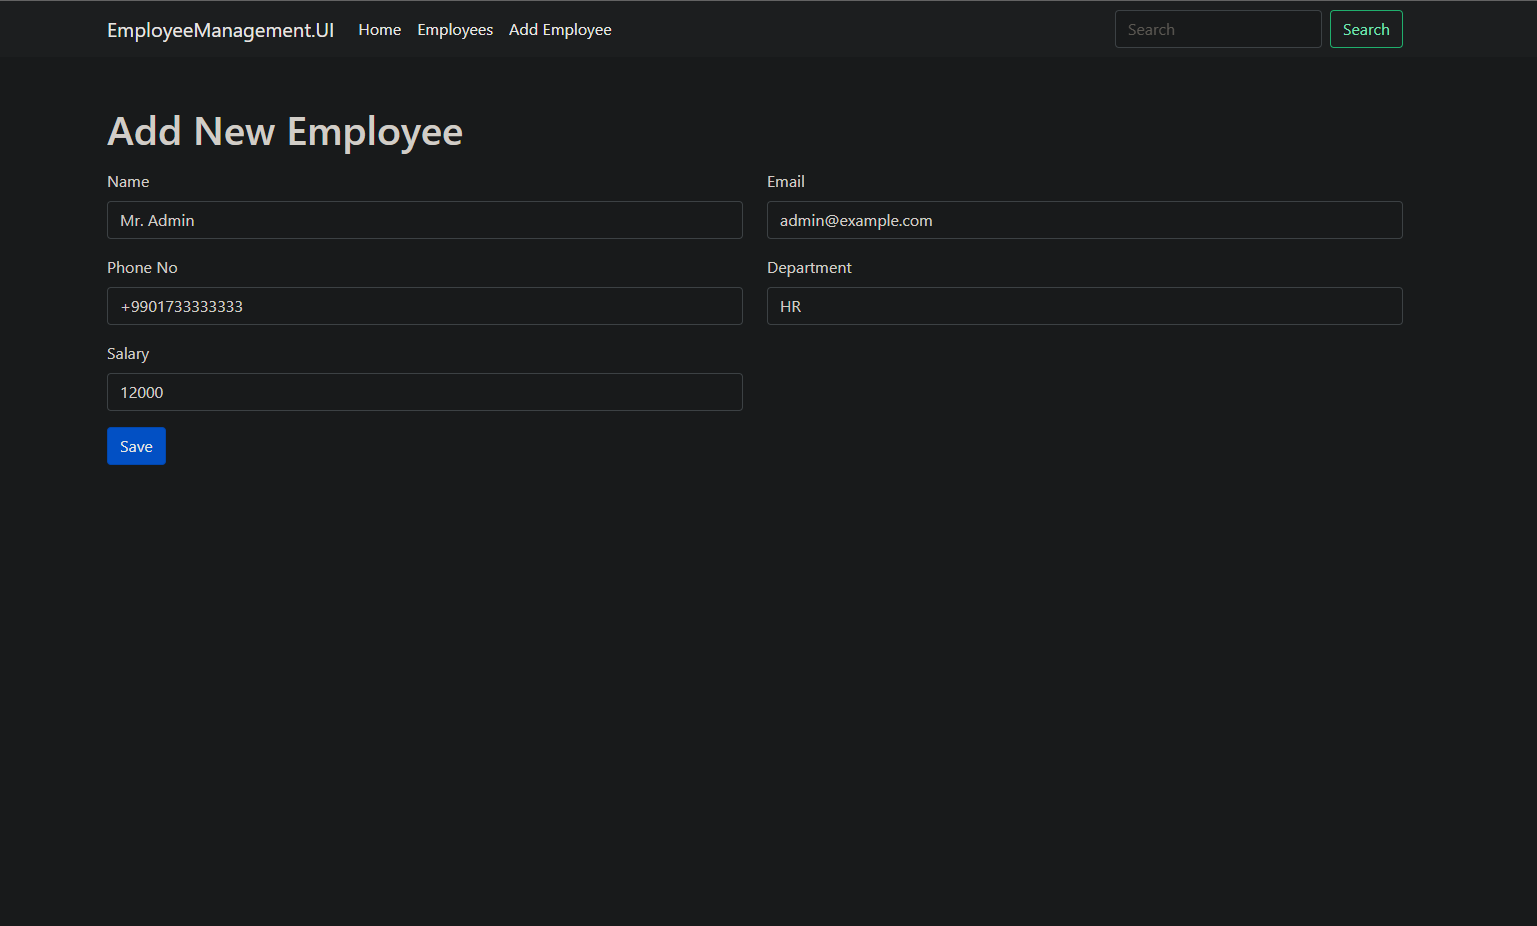 EmployeeManagement.UI Home Employees Add Employee Search Search
Add New Employee
Name Email
Mr. Admin admin@example.com
Phone No Department
+9901733333333 HR
Salary
12000
Save